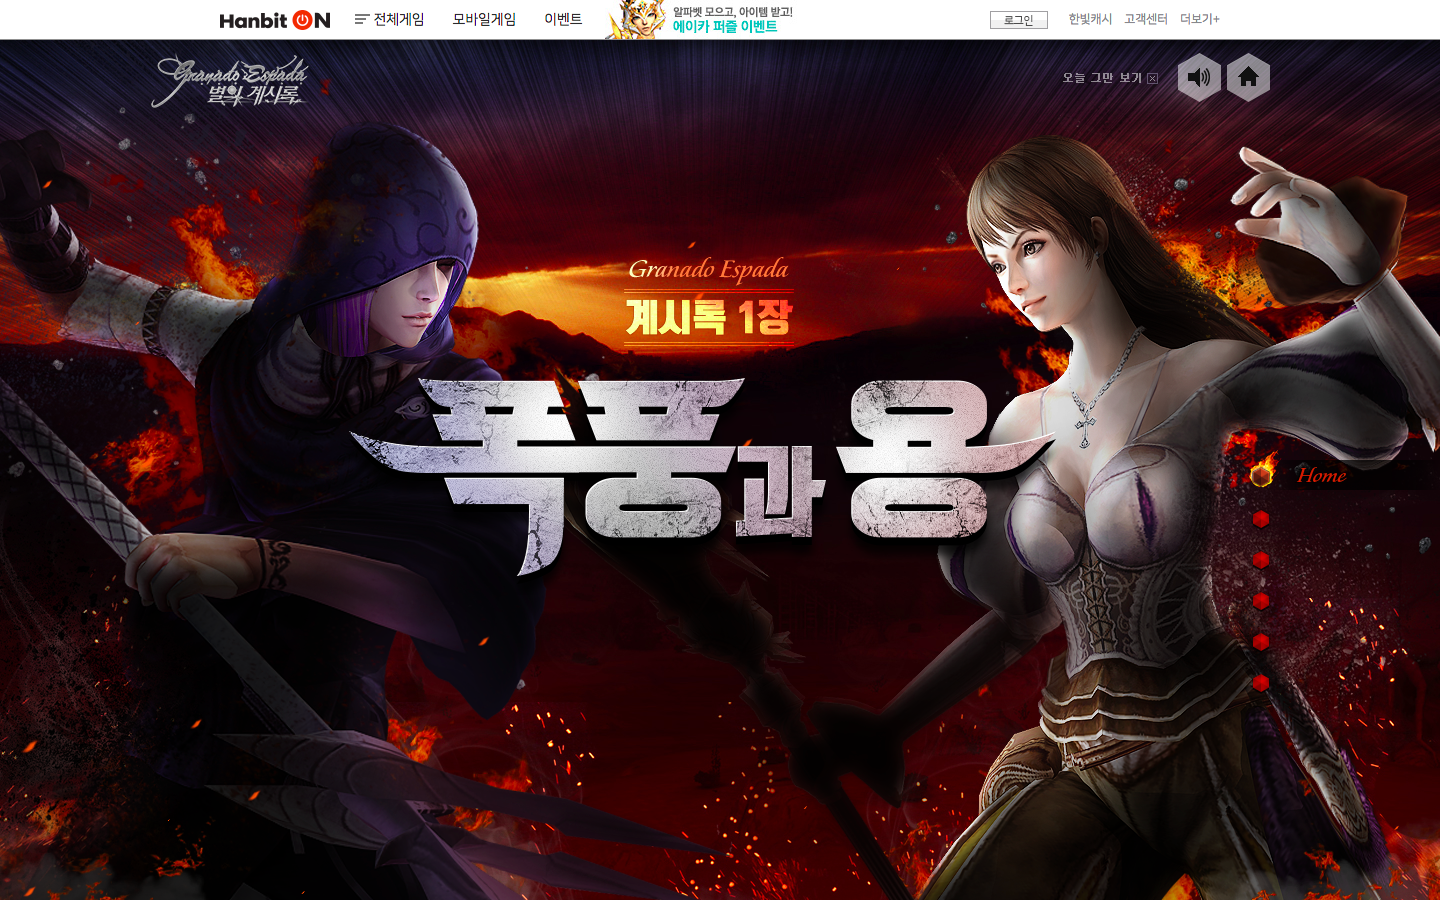 Hanbit ON
전체게임
모바일게임
이벤트
알파벳 모으고, 아이템 받고!
에이카 퍼즐 이벤트
로그인
한빛캐시
고객센터
더보기+
Granado Espada
별의 계시록
오늘 그만 보기
Granado Espada
계시록 1장
폭풍과 용
Home